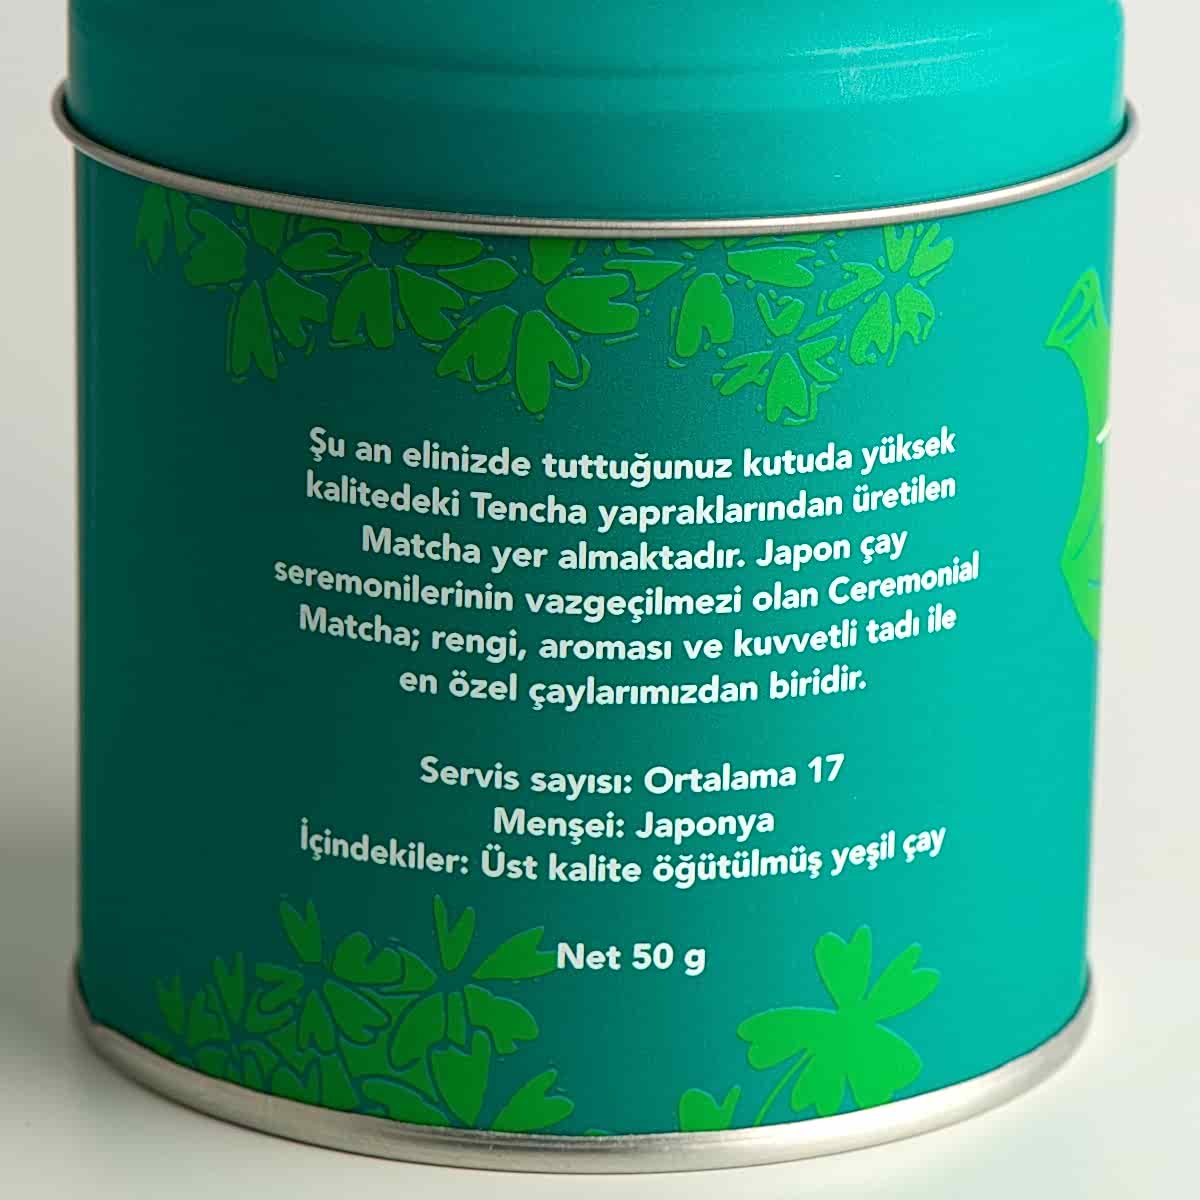 Şu an elinizde tuttuğunuz kutuda yüksek
kalitedeki Tencha yapraklarından üretilen
Matcha yer almaktadır. Japon çay
seremonilerinin vazgeçilmezi olan Ceremonial
Matcha; rengi, aroması ve kuvvetli tadı ile
en özel çaylarımızdan biridir.
Servis sayısı: Ortalama 17
Menşei: Japonya
İçindekiler: Üst kalite öğütülmüş yeşil çay
Net 50 g